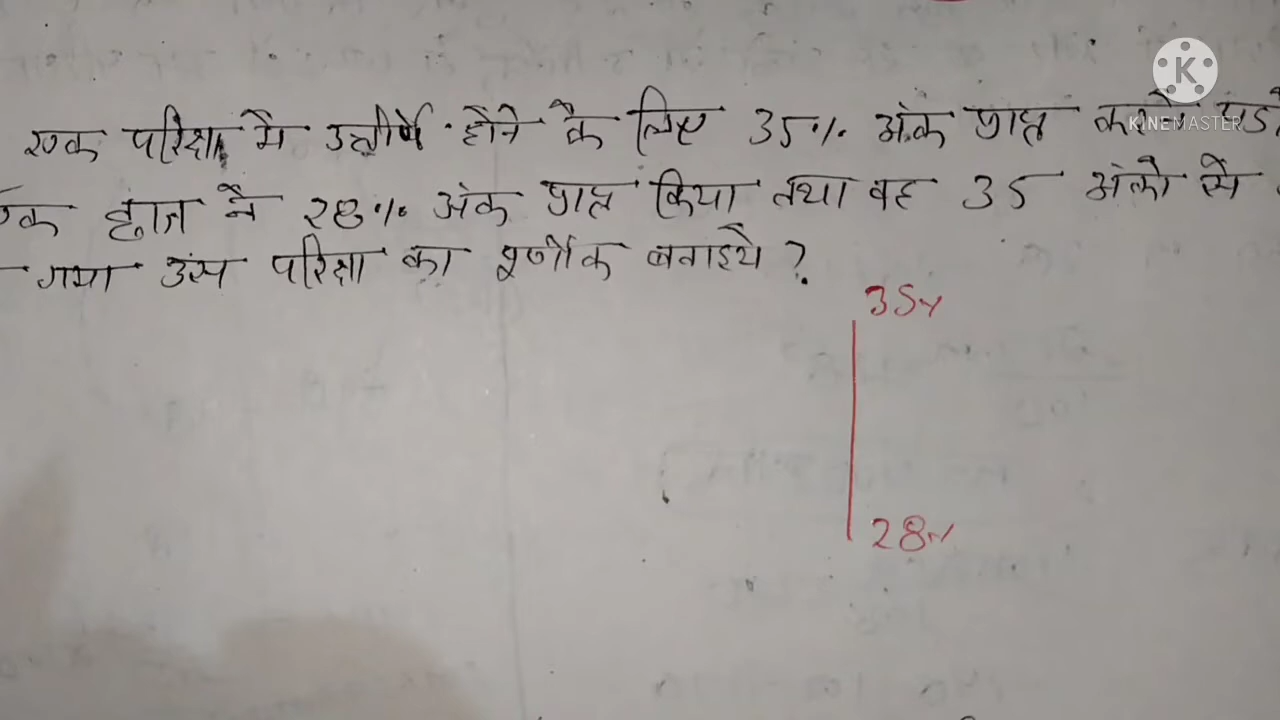 K
KINEMASTER
एक परिक्षा मे उत्तीर्ण होने के लिए 35% अंक प्राप्त करने पडे
एक छात्र ने 28% अंक प्राप्त किया तथा वह 35 अंको से
गया उस परिक्षा का पूर्णांक बताइये ?
35%
28%